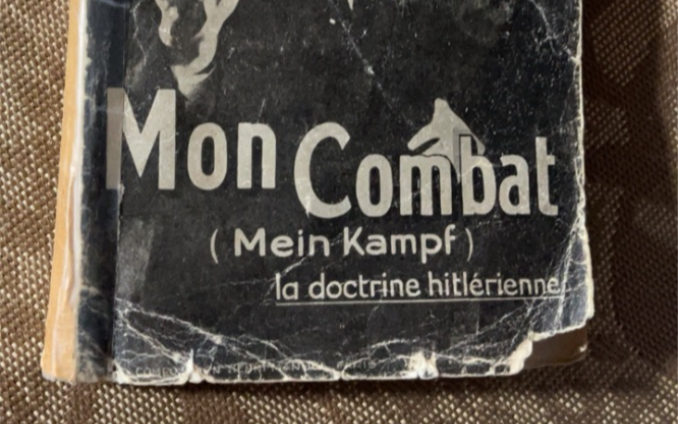 Mon Combat
( Mein Kampf )
la doctrine hitlérienne